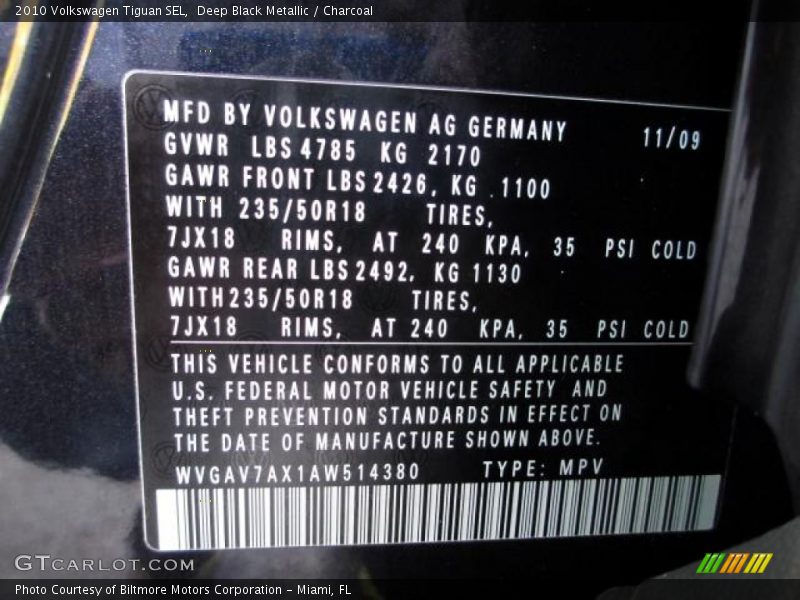 2010 Volkswagen Tiguan SEL, Deep Black Metallic / Charcoal
MFD BY VOLKSWAGEN AG GERMANY 11/09
GVWR LBS 4785 KG 2170
GAWR FRONT LBS 2426, KG 1100
WITH 235/50R18 TIRES,
7JX18 RIMS, AT 240 KPA, 35 PSI COLD
GAWR REAR LBS 2492, KG 1130
WITH 235/50R18 TIRES,
7JX18 RIMS, AT 240 KPA, 35 PSI COLD
THIS VEHICLE CONFORMS TO ALL APPLICABLE
U.S. FEDERAL MOTOR VEHICLE SAFETY AND
THEFT PREVENTION STANDARDS IN EFFECT ON
THE DATE OF MANUFACTURE SHOWN ABOVE.
WVGAV7AX1AW514380 TYPE: MPV
GTCARLOT.COM
Photo Courtesy of Biltmore Motors Corporation - Miami, FL